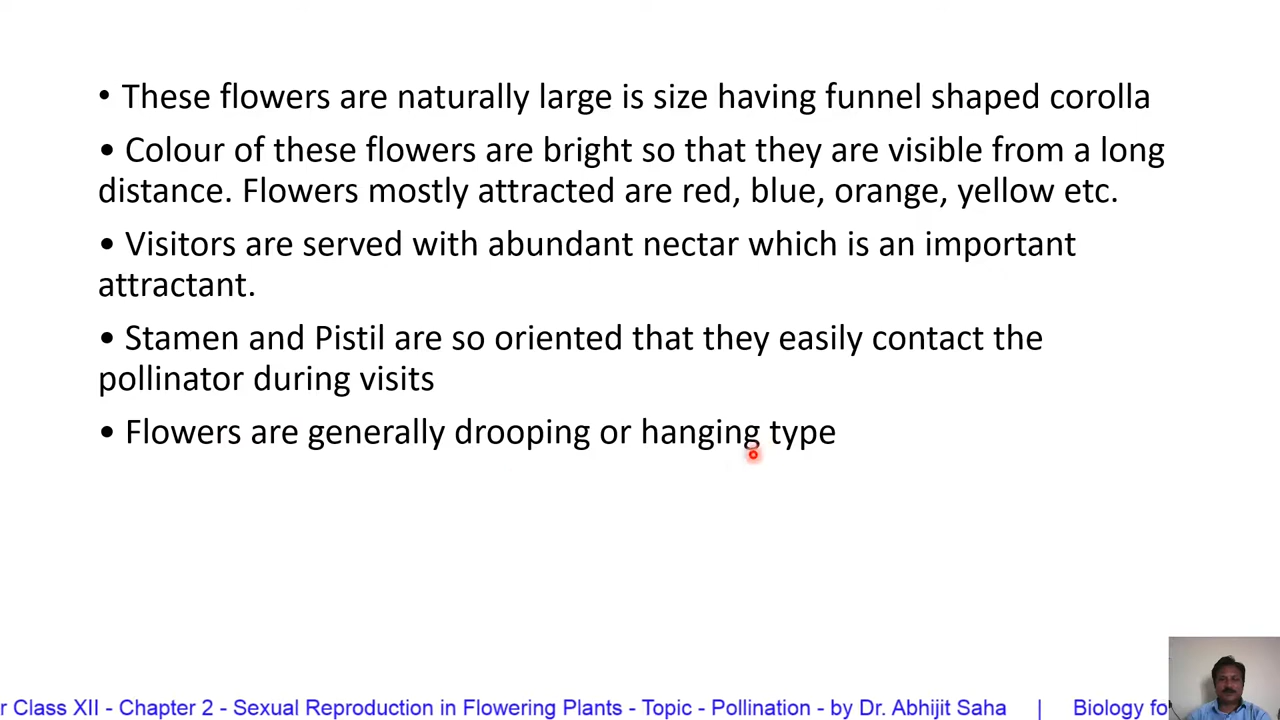 • These flowers are naturally large is size having funnel shaped corolla
• Colour of these flowers are bright so that they are visible from a long
distance. Flowers mostly attracted are red, blue, orange, yellow etc.
• Visitors are served with abundant nectar which is an important
attractant.
• Stamen and Pistil are so oriented that they easily contact the
pollinator during visits
• Flowers are generally drooping or hanging type
r Class XII - Chapter 2 - Sexual Reproduction in Flowering Plants - Topic - Pollination - by Dr. Abhijit Saha | Biology fo